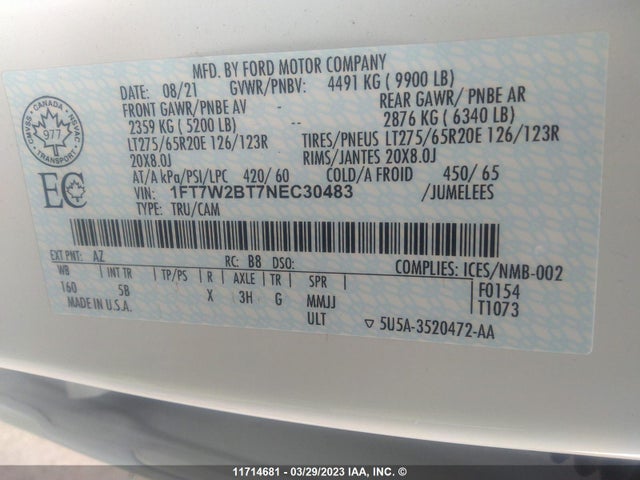 MFD. BY FORD MOTOR COMPANY
DATE: 08/21 GVWR/PNBV: 4491 KG ( 9900 LB)
FRONT GAWR/PNBE AV REAR GAWR/ PNBE AR
2359 KG ( 5200 LB) 2876 KG ( 6340 LB)
LT275/65R20E 126/123R TIRES/PNEUS LT275/65R20E 126/123R
20X8.0J RIMS/JANTES 20X8.0J
AT/A kPa/PSI/LPC 420/ 60 COLD/A FROID 450/ 65
VIN: 1FT7W2BT7NEC30483 /JUMELEES
TYPE: TRU/CAM
CANADA
977
TRANSPORT
EC
EXT PNT: AZ RC: B8 DSO: COMPLIES: ICES/NMB-002
WB INT TR TP/PS R AXLE TR SPR F0154
160 5B X 3H G MMJJ T1073
MADE IN U.S.A. ULT ▽ 5U5A-3520472-AA
11714681 - 03/29/2023 IAA, INC. ©